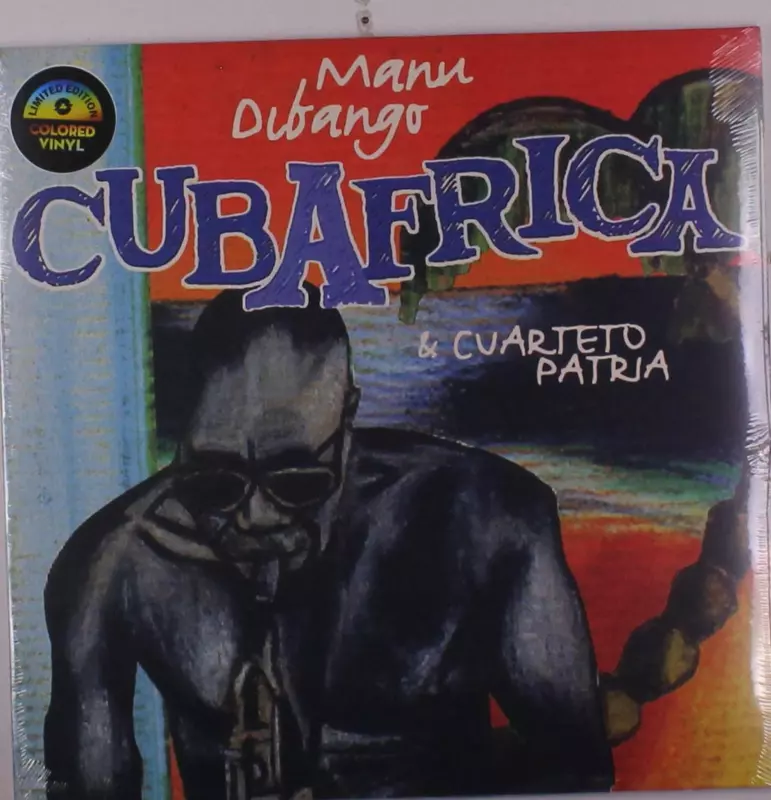 LIMITED EDITION
COLORED
VINYL
Manu
Dibango
CUBAFRICA
& CUARTETO
PATRIA